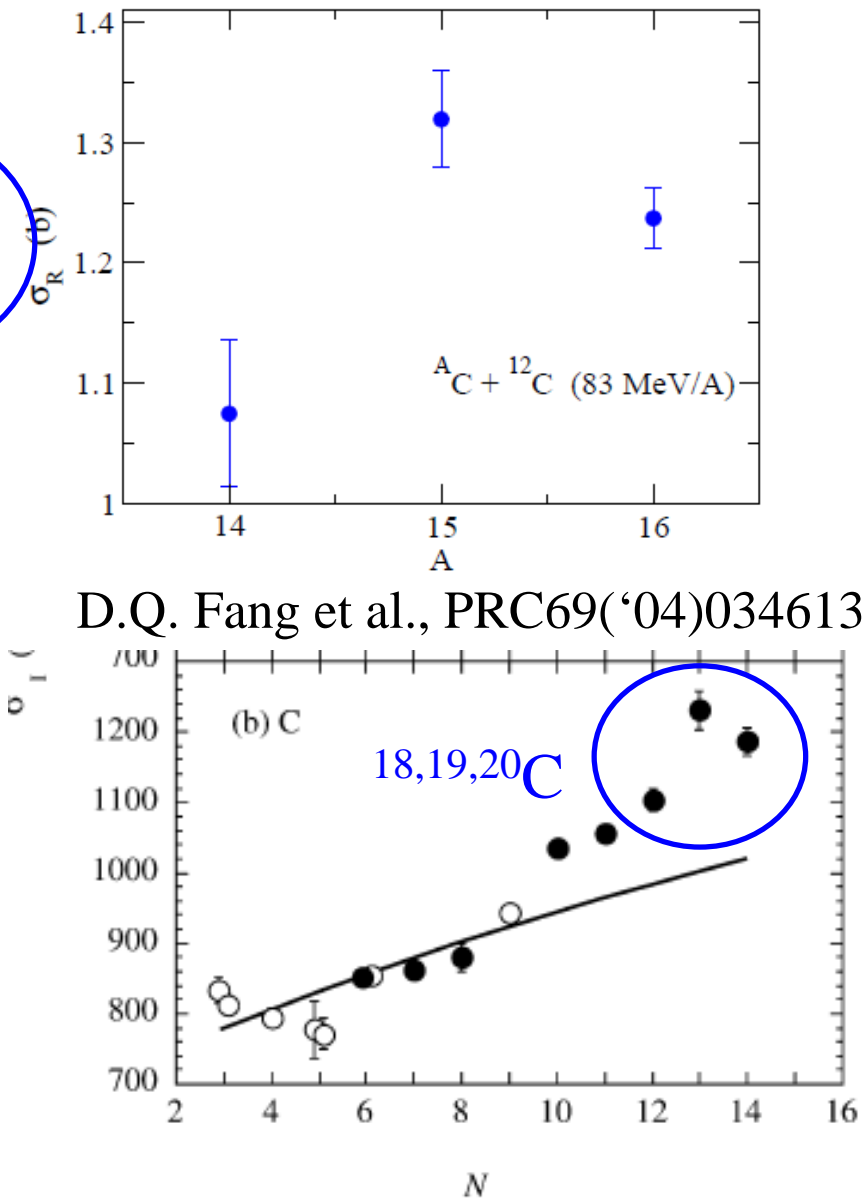 1.4
1.3
1.2
1.1
1
σR (b)
AC + 12C (83 MeV/A)
14 15 16
A
D.Q. Fang et al., PRC69(‘04)034613
700
1200
1100
1000
900
800
700
(b) C
18,19,20C
2 4 6 8 10 12 14 16
N